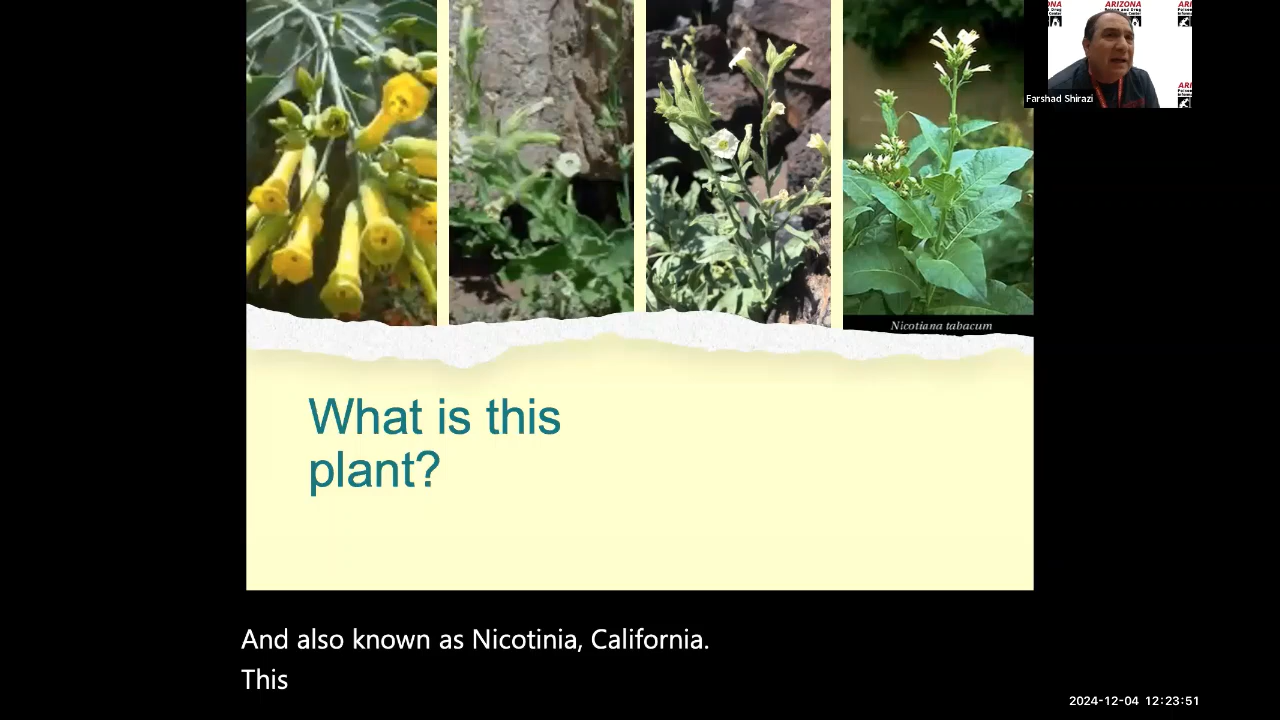 ARIZONA
Farshad Shirazi
Nicotiana tabacum
What is this
plant?
And also known as Nicotinia, California.
This
2024-12-04 12:23:51